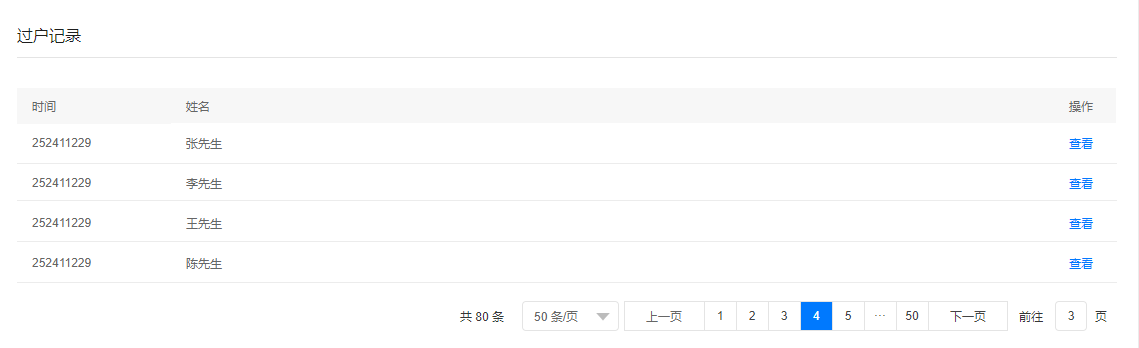 过户记录
时间 姓名 操作
252411229 张先生 查看
252411229 李先生 查看
252411229 王先生 查看
252411229 陈先生 查看
共 80 条 50 条/页 上一页 1 2 3 4 5 ··· 50 下一页 前往 3 页